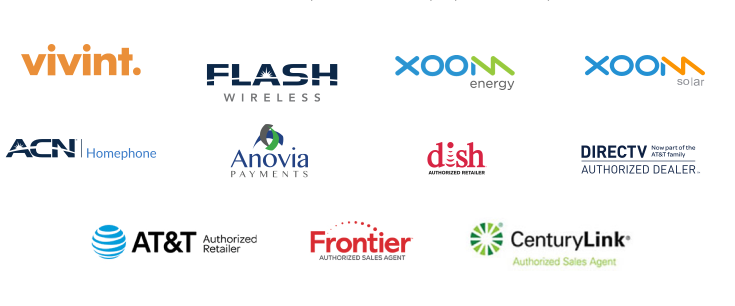 vivint.
FLASH
WIRELESS
XOOM
energy
XOOM
solar
ACN
Homephone
Anovia
PAYMENTS
dish
AUTHORIZED RETAILER
DIRECTV
Now part of the
AT&T family
AUTHORIZED DEALER
AT&T
Authorized
Retailer
Frontier
AUTHORIZED SALES AGENT
CenturyLink®
Authorized Sales Agent